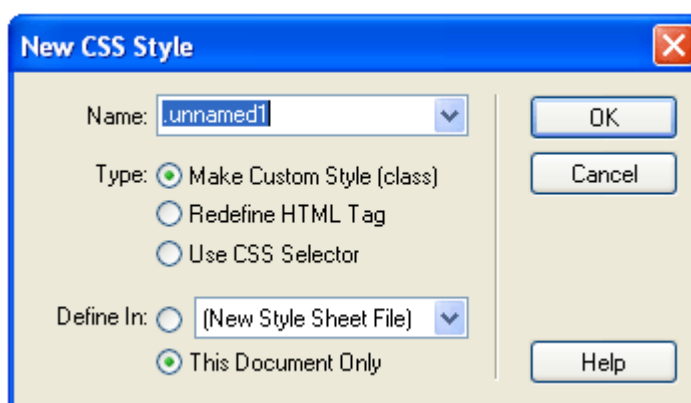 New CSS Style
Name: .unnamed1
OK
Type: Make Custom Style (class)
Cancel
Redefine HTML Tag
Use CSS Selector
Define In: (New Style Sheet File)
This Document Only
Help